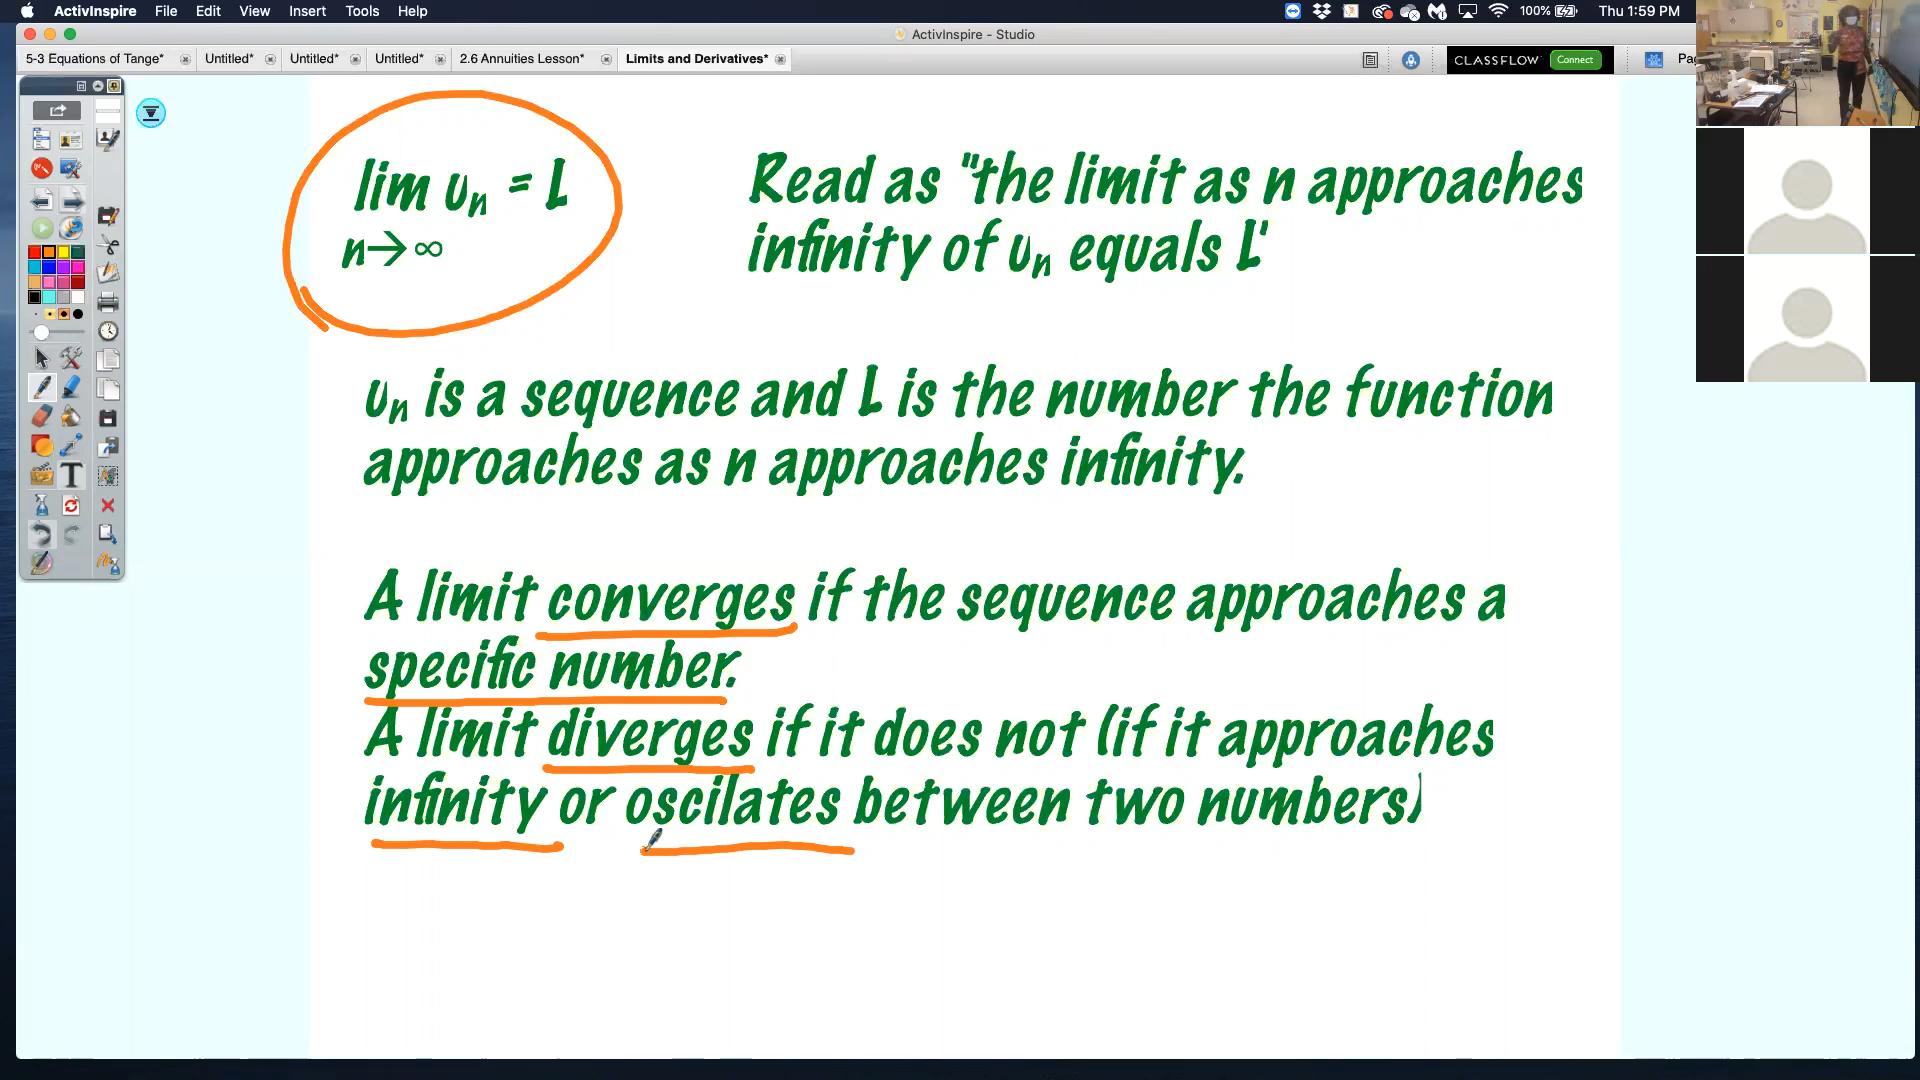 ActivInspire File Edit View Insert Tools Help 100% Thu 1:59 PM
ActivInspire - Studio
5-3 Equations of Tange* Untitled* Untitled* Untitled* 2.6 Annuities Lesson* Limits and Derivatives* CLASSFLOW Connect Pa
lim un = L
n→∞
Read as "the limit as n approaches
infinity of un equals L'
un is a sequence and L is the number the function
approaches as n approaches infinity.
A limit converges if the sequence approaches a
specific number.
A limit diverges if it does not (if it approaches
infinity or oscilates between two numbers)